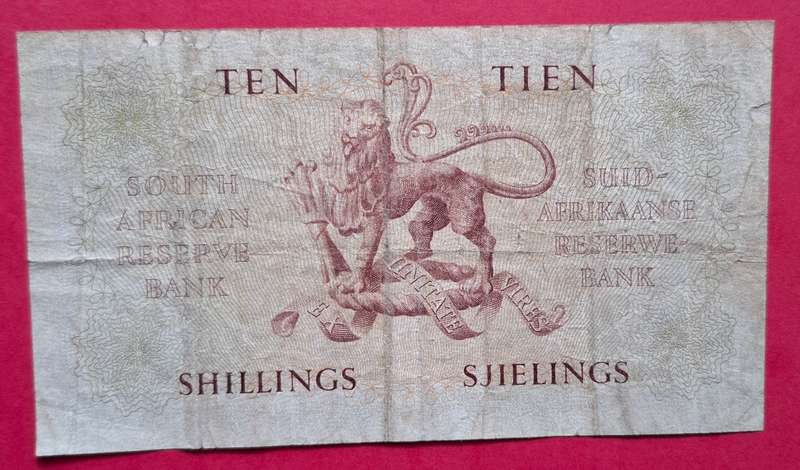 TEN TIEN
SOUTH
AFRICAN
RESERVE
BANK
SUID-
AFRIKAANSE
RESERWE-
BANK
EX UNITATE VIRES
SHILLINGS SJIELINGS